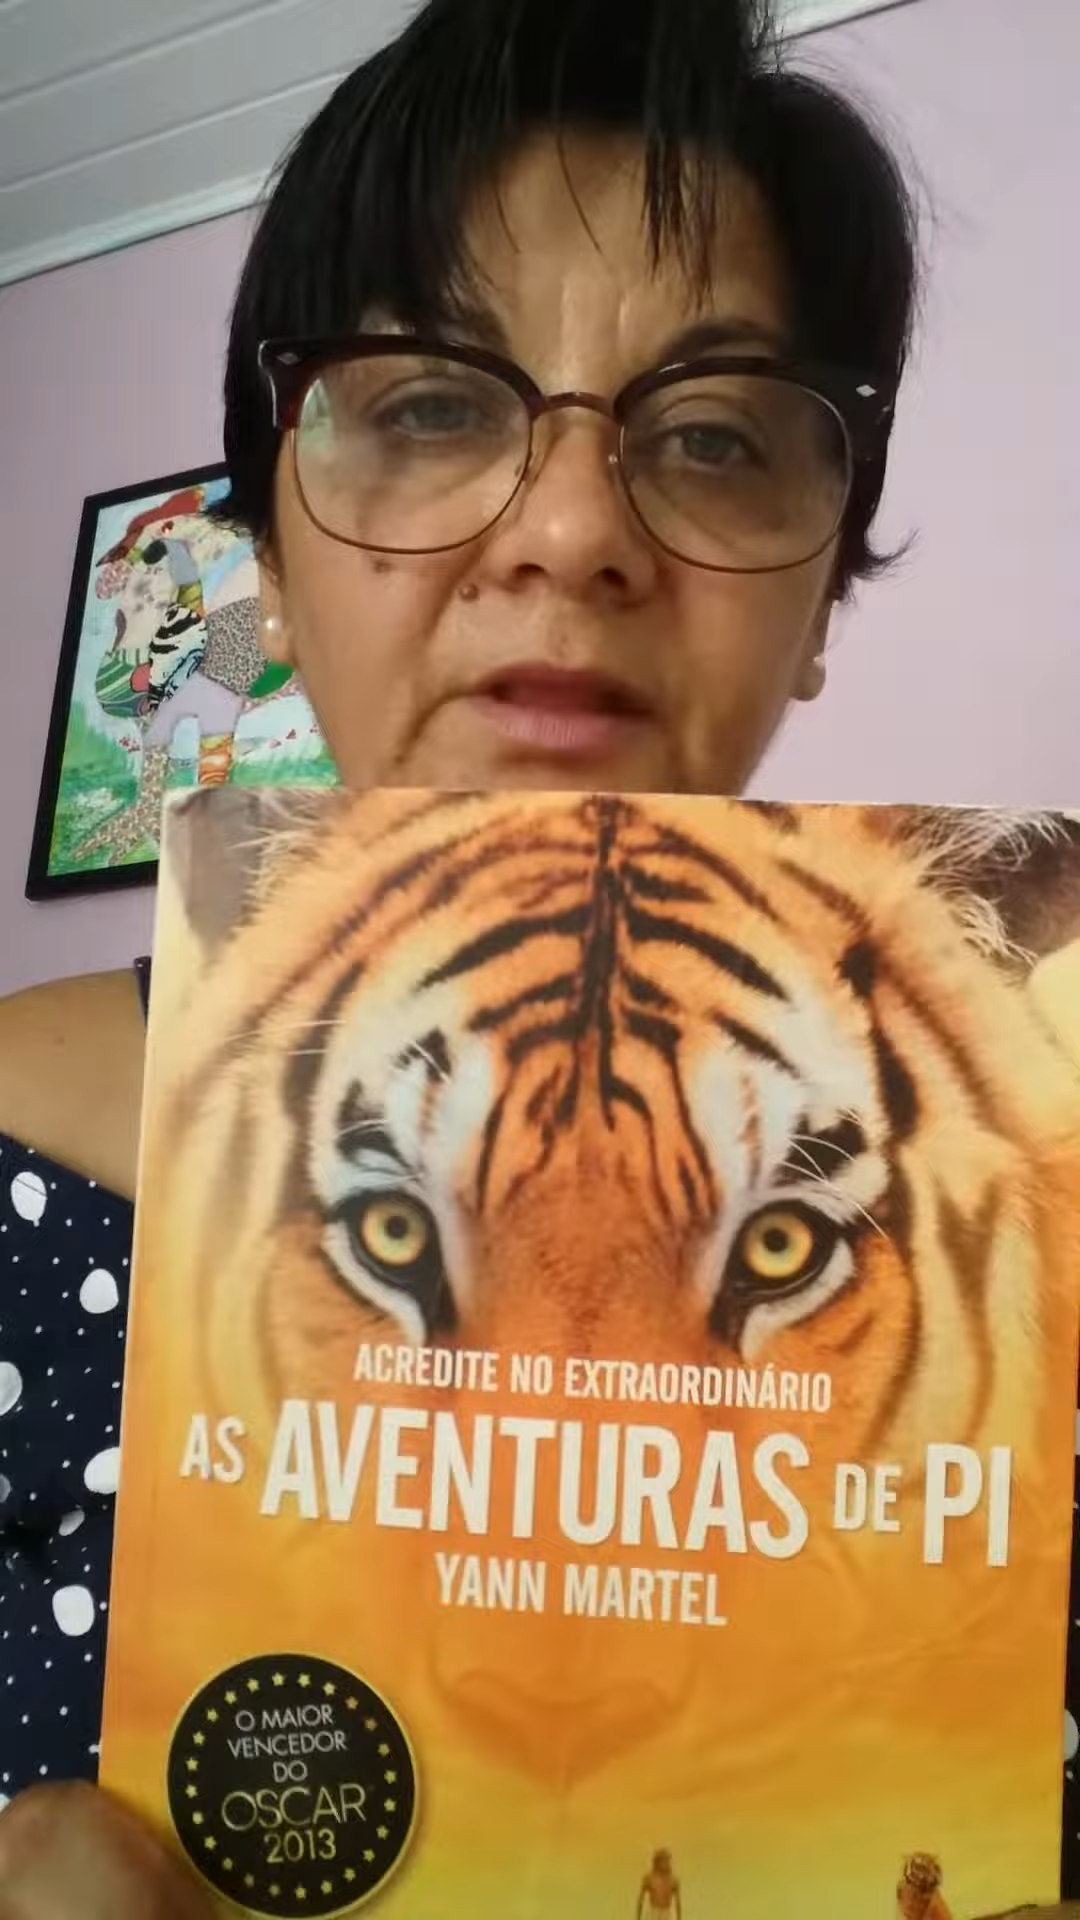 ACREDITE NO EXTRAORDINÁRIO
AS AVENTURAS DE PI
YANN MARTEL
O MAIOR
VENCEDOR
DO
OSCAR
2013